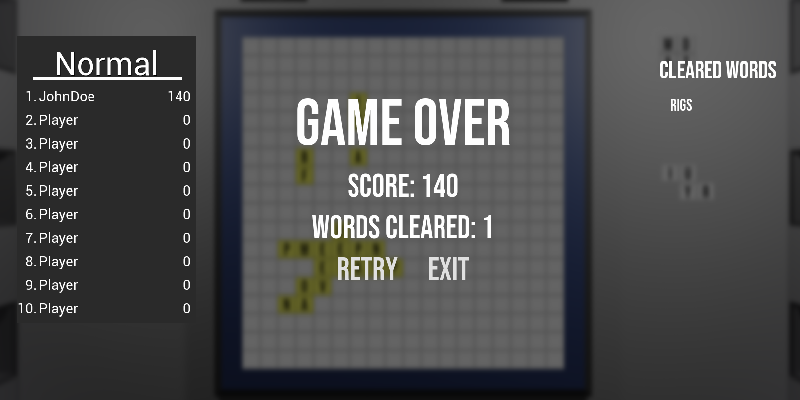 Normal
1. JohnDoe 140
2. Player 0
3. Player 0
4. Player 0
5. Player 0
6. Player 0
7. Player 0
8. Player 0
9. Player 0
10. Player 0
GAME OVER
SCORE: 140
WORDS CLEARED: 1
RETRY EXIT
CLEARED WORDS
RIGS